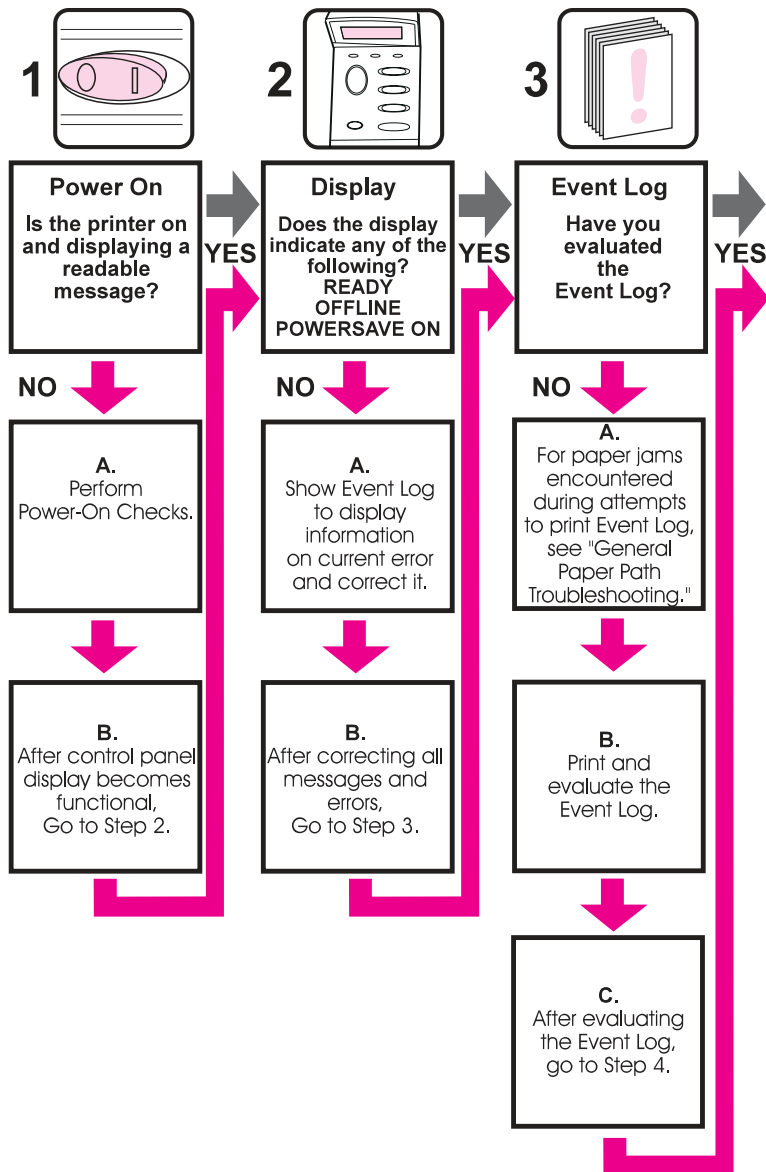 1
2
3
Power On
Is the printer on
and displaying a
readable
message?
YES
NO
A.
Perform
Power-On Checks.
B.
After control panel
display becomes
functional,
Go to Step 2.
Display
Does the display
indicate any of the
following?
READY
OFFLINE
POWERSAVE ON
YES
NO
A.
Show Event Log
to display
information
on current error
and correct it.
B.
After correcting all
messages and
errors,
Go to Step 3.
Event Log
Have you
evaluated
the
Event Log?
YES
NO
A.
For paper jams
encountered
during attempts
to print Event Log,
see "General
Paper Path
Troubleshooting."
B.
Print and
evaluate the
Event Log.
C.
After evaluating
the Event Log,
go to Step 4.